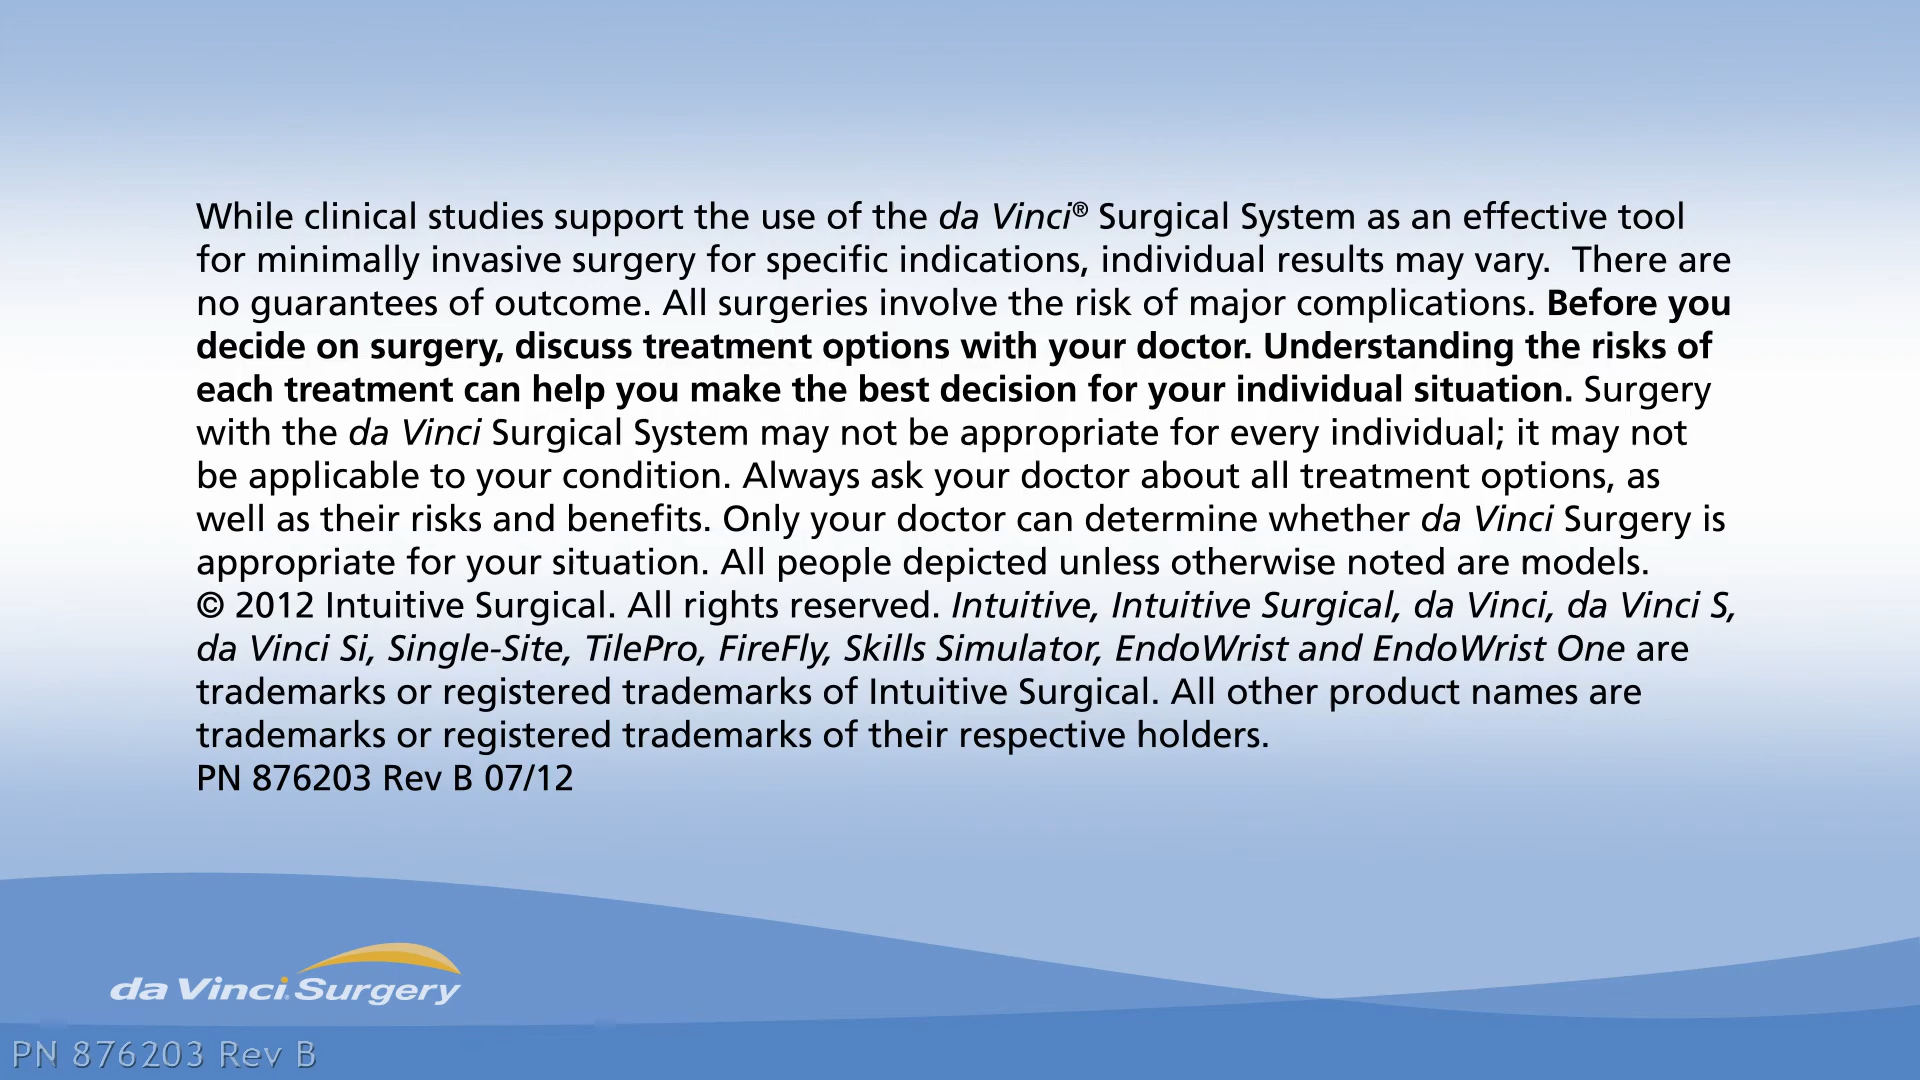 While clinical studies support the use of the da Vinci® Surgical System as an effective tool
for minimally invasive surgery for specific indications, individual results may vary.  There are
no guarantees of outcome. All surgeries involve the risk of major complications. Before you
decide on surgery, discuss treatment options with your doctor. Understanding the risks of
each treatment can help you make the best decision for your individual situation. Surgery
with the da Vinci Surgical System may not be appropriate for every individual; it may not
be applicable to your condition. Always ask your doctor about all treatment options, as
well as their risks and benefits. Only your doctor can determine whether da Vinci Surgery is
appropriate for your situation. All people depicted unless otherwise noted are models.
© 2012 Intuitive Surgical. All rights reserved. Intuitive, Intuitive Surgical, da Vinci, da Vinci S,
da Vinci Si, Single-Site, TilePro, FireFly, Skills Simulator, EndoWrist and EndoWrist One are
trademarks or registered trademarks of Intuitive Surgical. All other product names are
trademarks or registered trademarks of their respective holders.
PN 876203 Rev B 07/12
da Vinci Surgery
PN 876203 Rev B